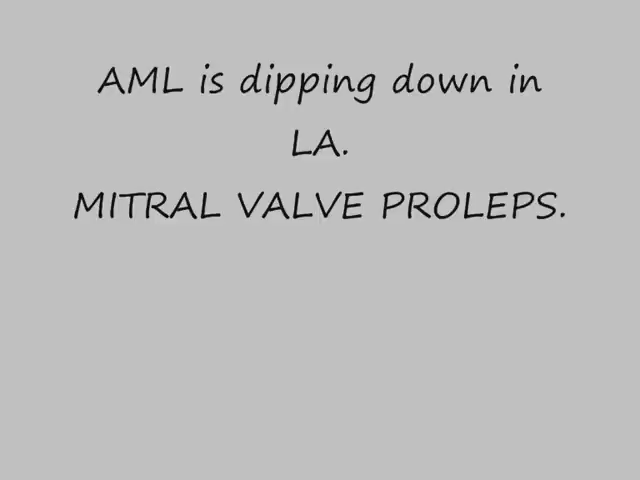 AML is dipping down in
LA.
MITRAL VALVE PROLEPS.